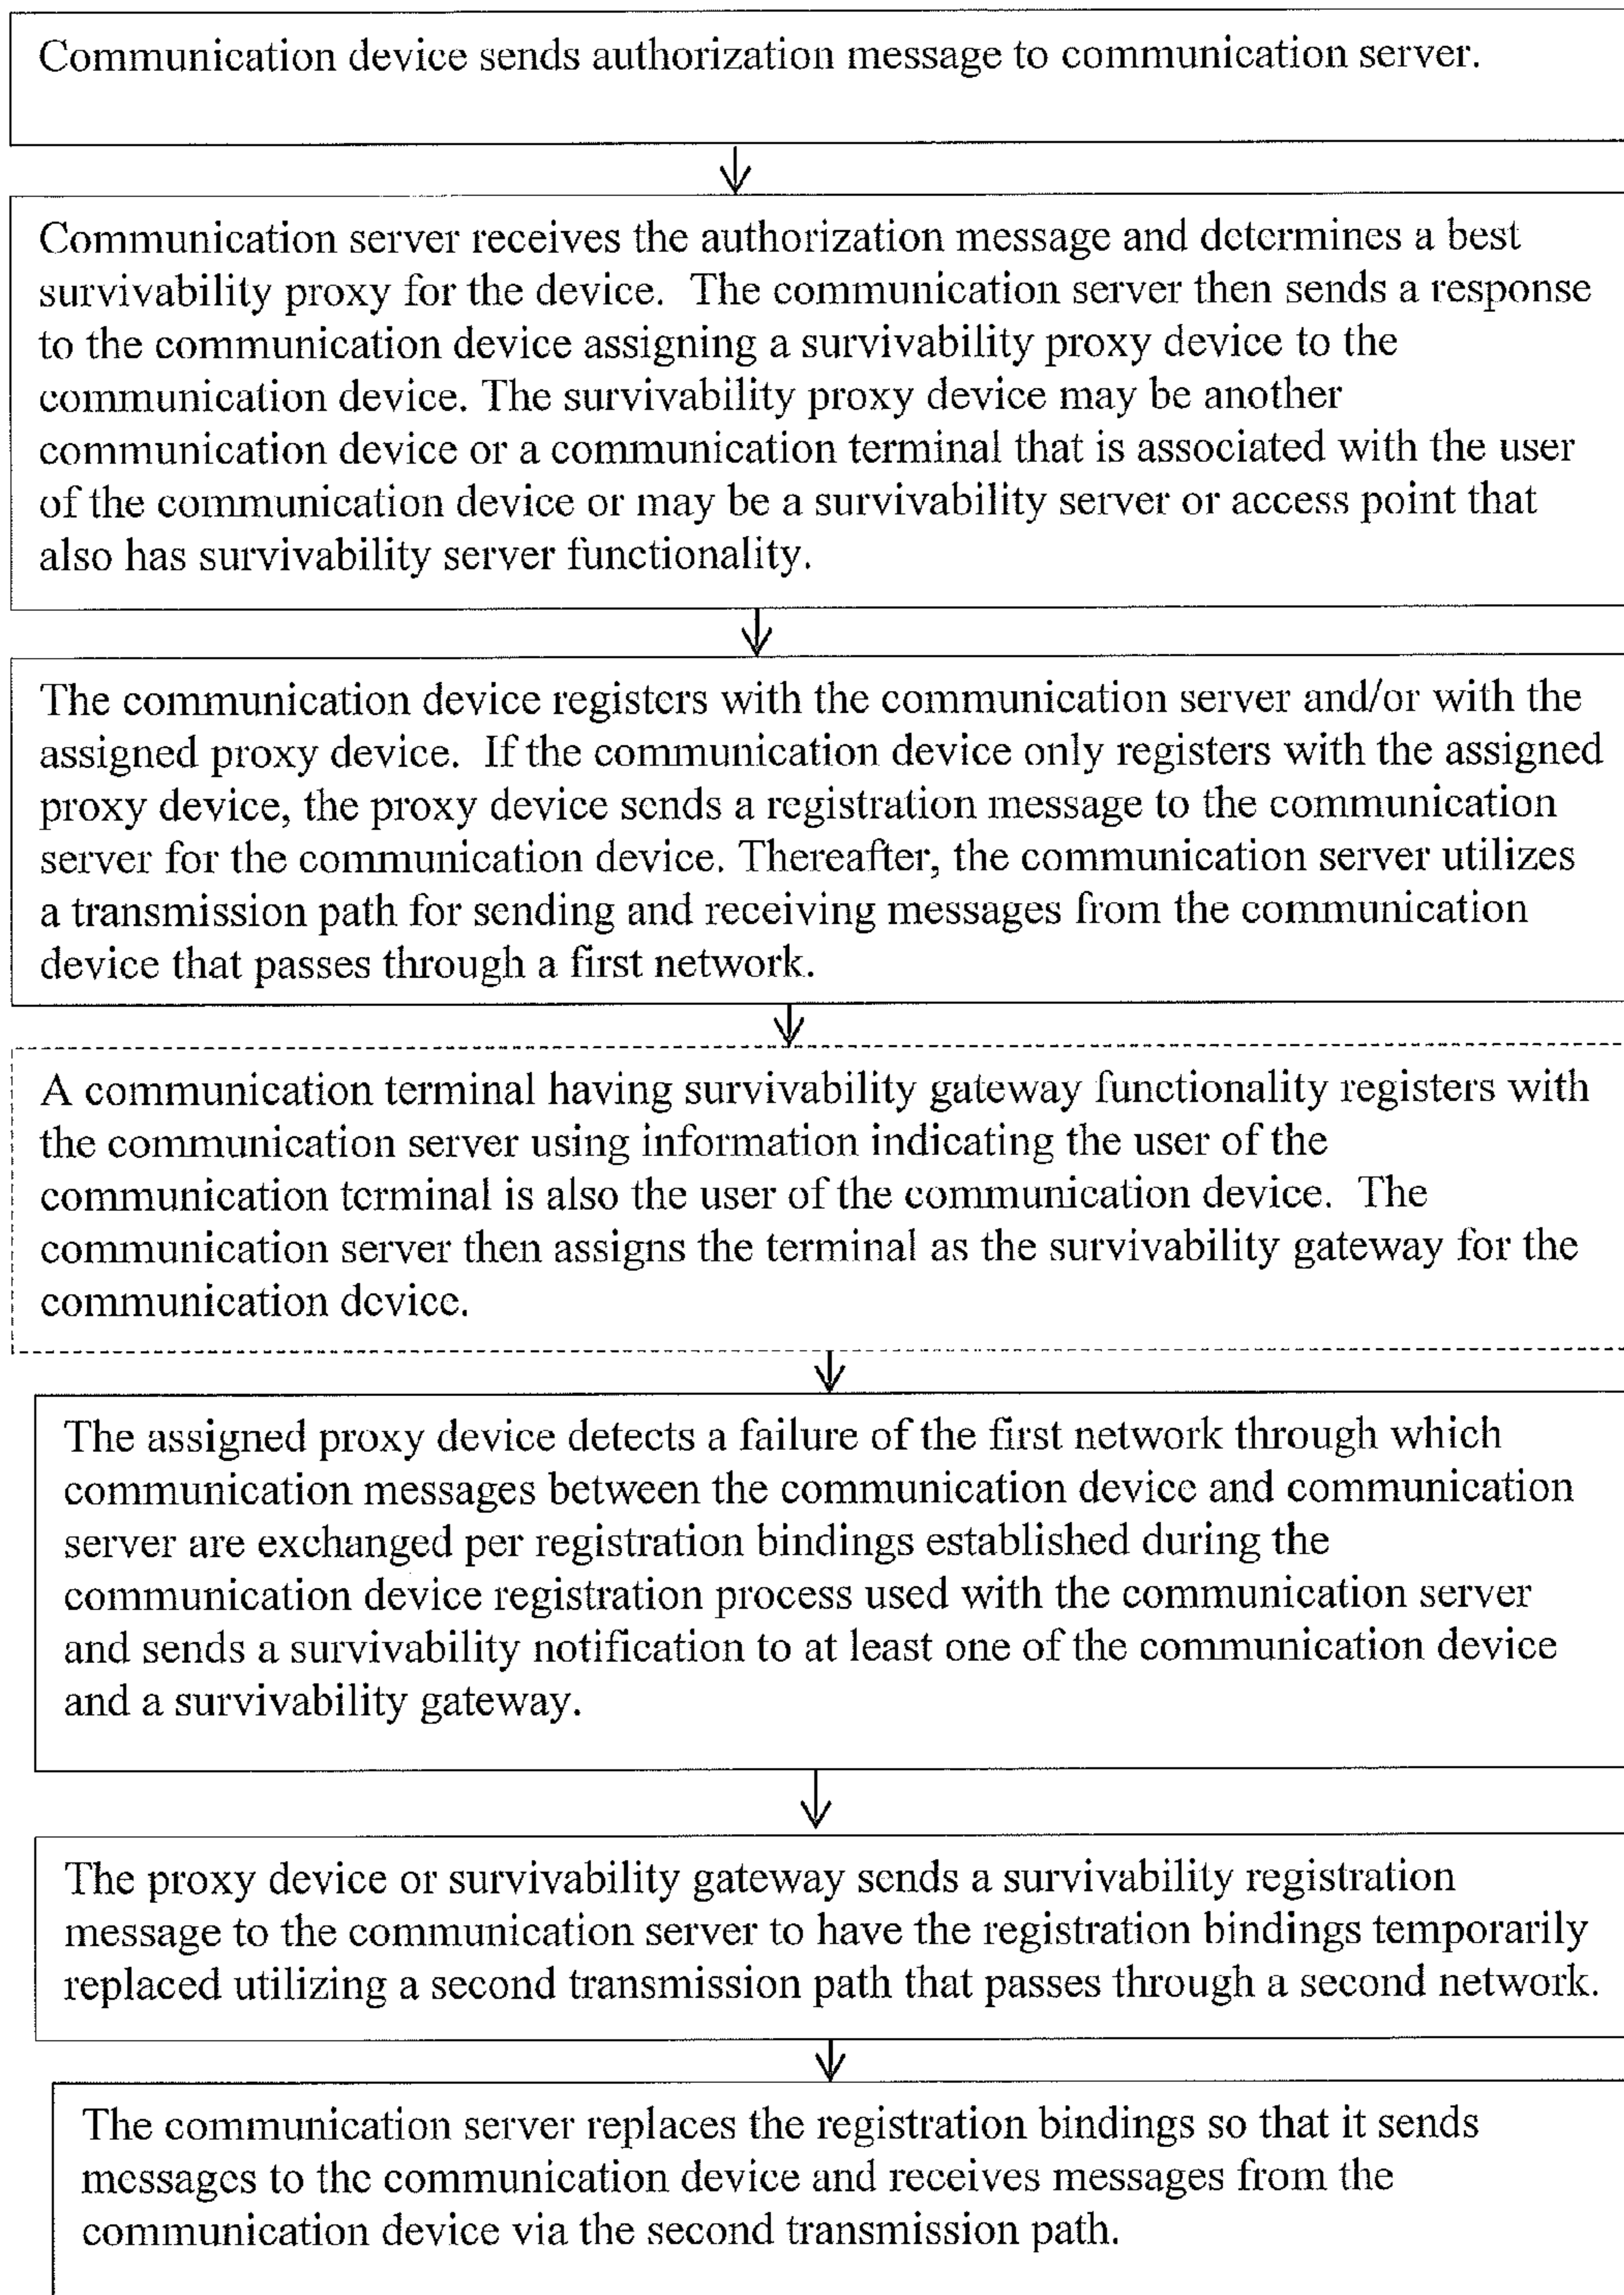 Communication device sends authorization message to communication server.
Communication server receives the authorization message and determines a best
survivability proxy for the device. The communication server then sends a response
to the communication device assigning a survivability proxy device to the
communication device. The survivability proxy device may be another
communication device or a communication terminal that is associated with the user
of the communication device or may be a survivability server or access point that
also has survivability server functionality.
The communication device registers with the communication server and/or with the
assigned proxy device. If the communication device only registers with the assigned
proxy device, the proxy device sends a registration message to the communication
server for the communication device. Thereafter, the communication server utilizes
a transmission path for sending and receiving messages from the communication
device that passes through a first network.
A communication terminal having survivability gateway functionality registers with
the communication server using information indicating the user of the
communication terminal is also the user of the communication device. The
communication server then assigns the terminal as the survivability gateway for the
communication device.
The assigned proxy device detects a failure of the first network through which
communication messages between the communication device and communication
server are exchanged per registration bindings established during the
communication device registration process used with the communication server
and sends a survivability notification to at least one of the communication device
and a survivability gateway.
The proxy device or survivability gateway sends a survivability registration
message to the communication server to have the registration bindings temporarily
replaced utilizing a second transmission path that passes through a second network.
The communication server replaces the registration bindings so that it sends
messages to the communication device and receives messages from the
communication device via the second transmission path.